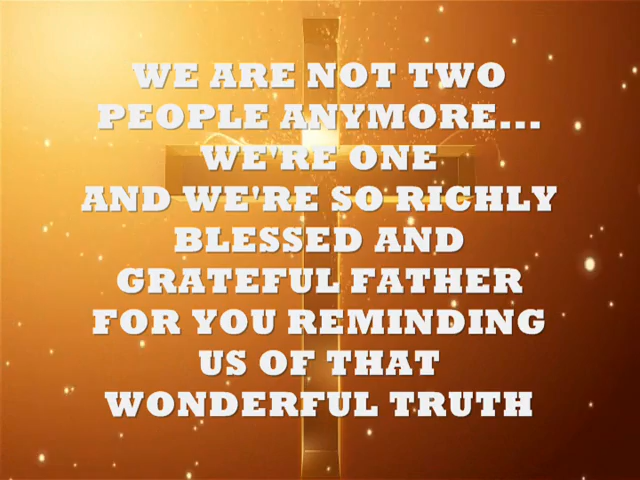 WE ARE NOT TWO
PEOPLE ANYMORE...
WE'RE ONE
AND WE'RE SO RICHLY
BLESSED AND
GRATEFUL FATHER
FOR YOU REMINDING
US OF THAT
WONDERFUL TRUTH